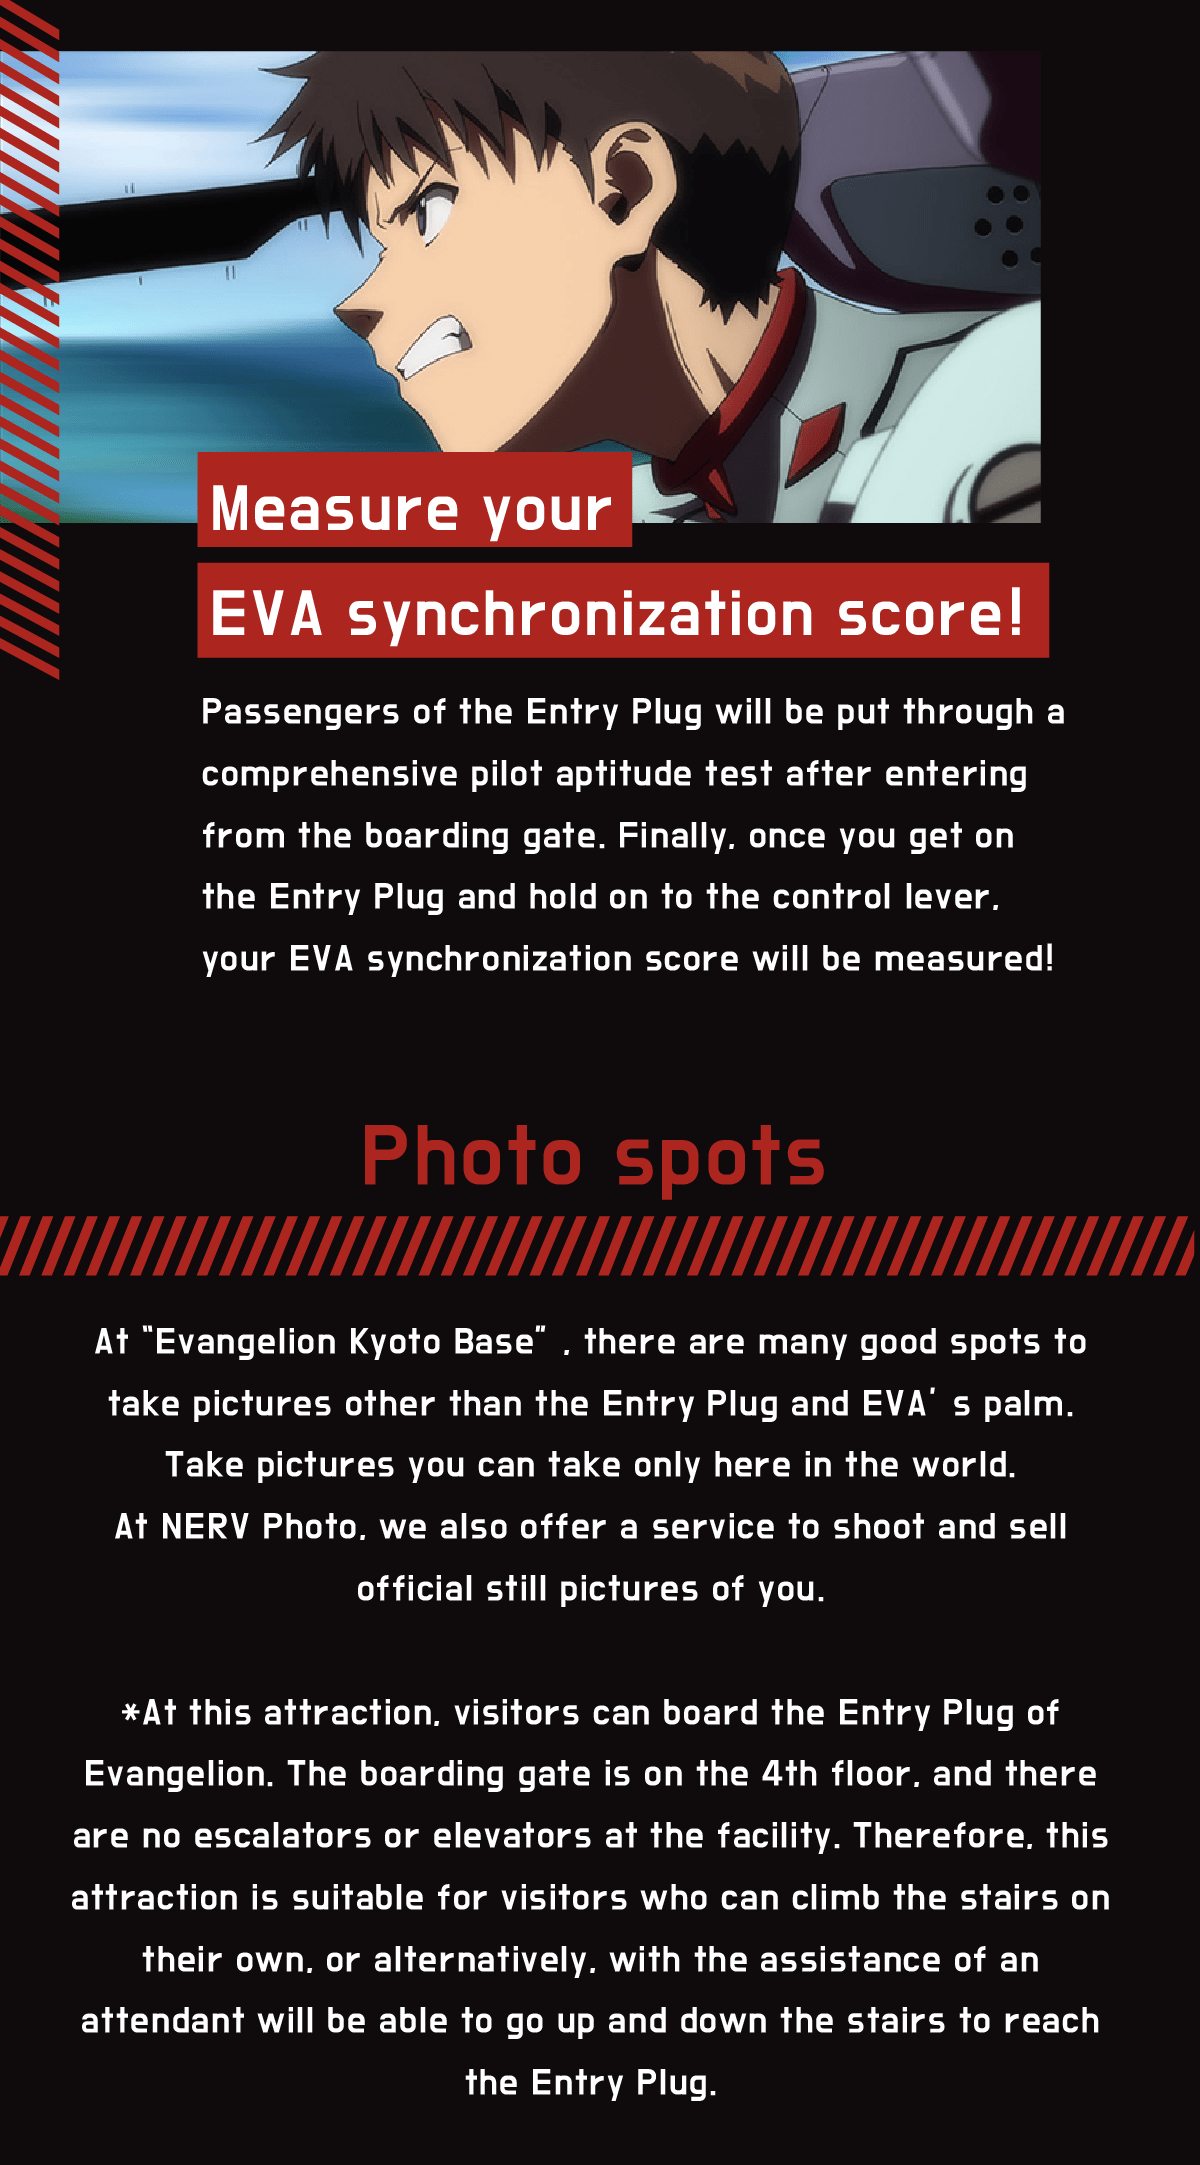 Measure your
EVA synchronization score!
Passengers of the Entry Plug will be put through a
comprehensive pilot aptitude test after entering
from the boarding gate. Finally, once you get on
the Entry Plug and hold on to the control lever,
your EVA synchronization score will be measured!
Photo spots
At “Evangelion Kyoto Base” , there are many good spots to
take pictures other than the Entry Plug and EVA’ s palm.
Take pictures you can take only here in the world.
At NERV Photo, we also offer a service to shoot and sell
official still pictures of you.
*At this attraction, visitors can board the Entry Plug of
Evangelion. The boarding gate is on the 4th floor, and there
are no escalators or elevators at the facility. Therefore, this
attraction is suitable for visitors who can climb the stairs on
their own, or alternatively, with the assistance of an
attendant will be able to go up and down the stairs to reach
the Entry Plug.